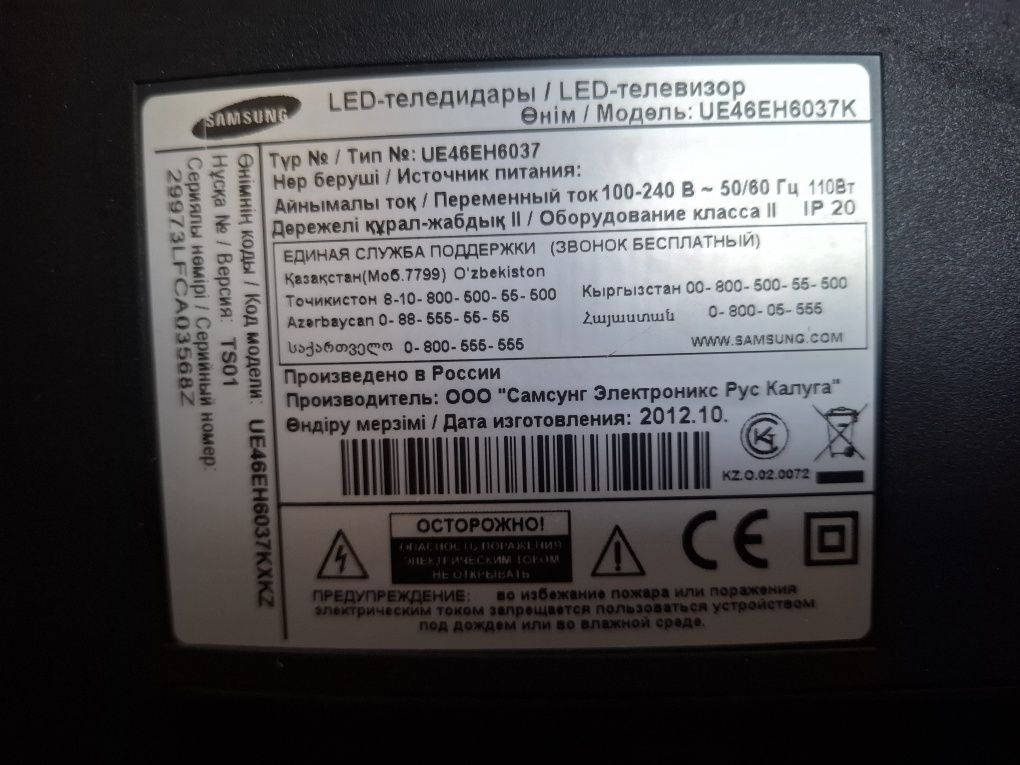 SAMSUNG
LED-теледидары / LED-телевизор
Өнім / Модель: UE46EH6037K
Түр № / Тип №: UE46EH6037
Нәр беруші / Источник питания:
Айнымалы ток / Переменный ток 100-240 В ~ 50/60 Гц 110Вт
Дәрежелі құрал-жабдық II / Оборудование класса II IP 20
ЕДИНАЯ СЛУЖБА ПОДДЕРЖКИ (ЗВОНОК БЕСПЛАТНЫЙ)
Қазақстан(Моб.7799) O'zbekiston
Точикистон 8-10-800-500-55-500
Кыргызстан 00-800-500-55-500
Azərbaycan 0-88-555-55-55
Հայաստան 0-800-05-555
საქართველო 0-800-555-555
WWW.SAMSUNG.COM
Произведено в России
Производитель: ООО "Самсунг Электроникс Рус Калуга"
Өндіру мерзімі / Дата изготовления: 2012.10.
KZ.O.02.0072
ОСТОРОЖНО!
ОПАСНОСТЬ ПОРАЖЕНИЯ
ЭЛЕКТРИЧЕСКИМ ТОКОМ
НЕ ОТКРЫВАТЬ
CE
ПРЕДУПРЕЖДЕНИЕ: во избежание пожара или поражения
электрическим током запрещается пользоваться устройством
под дождем или во влажной среде.
Өнімнің коды / Код модели: UE46EH6037KXKZ
Нұсқа № / Версия: TS01
Сериялы нөмірі / Серийный номер:
29973LFCA03568Z